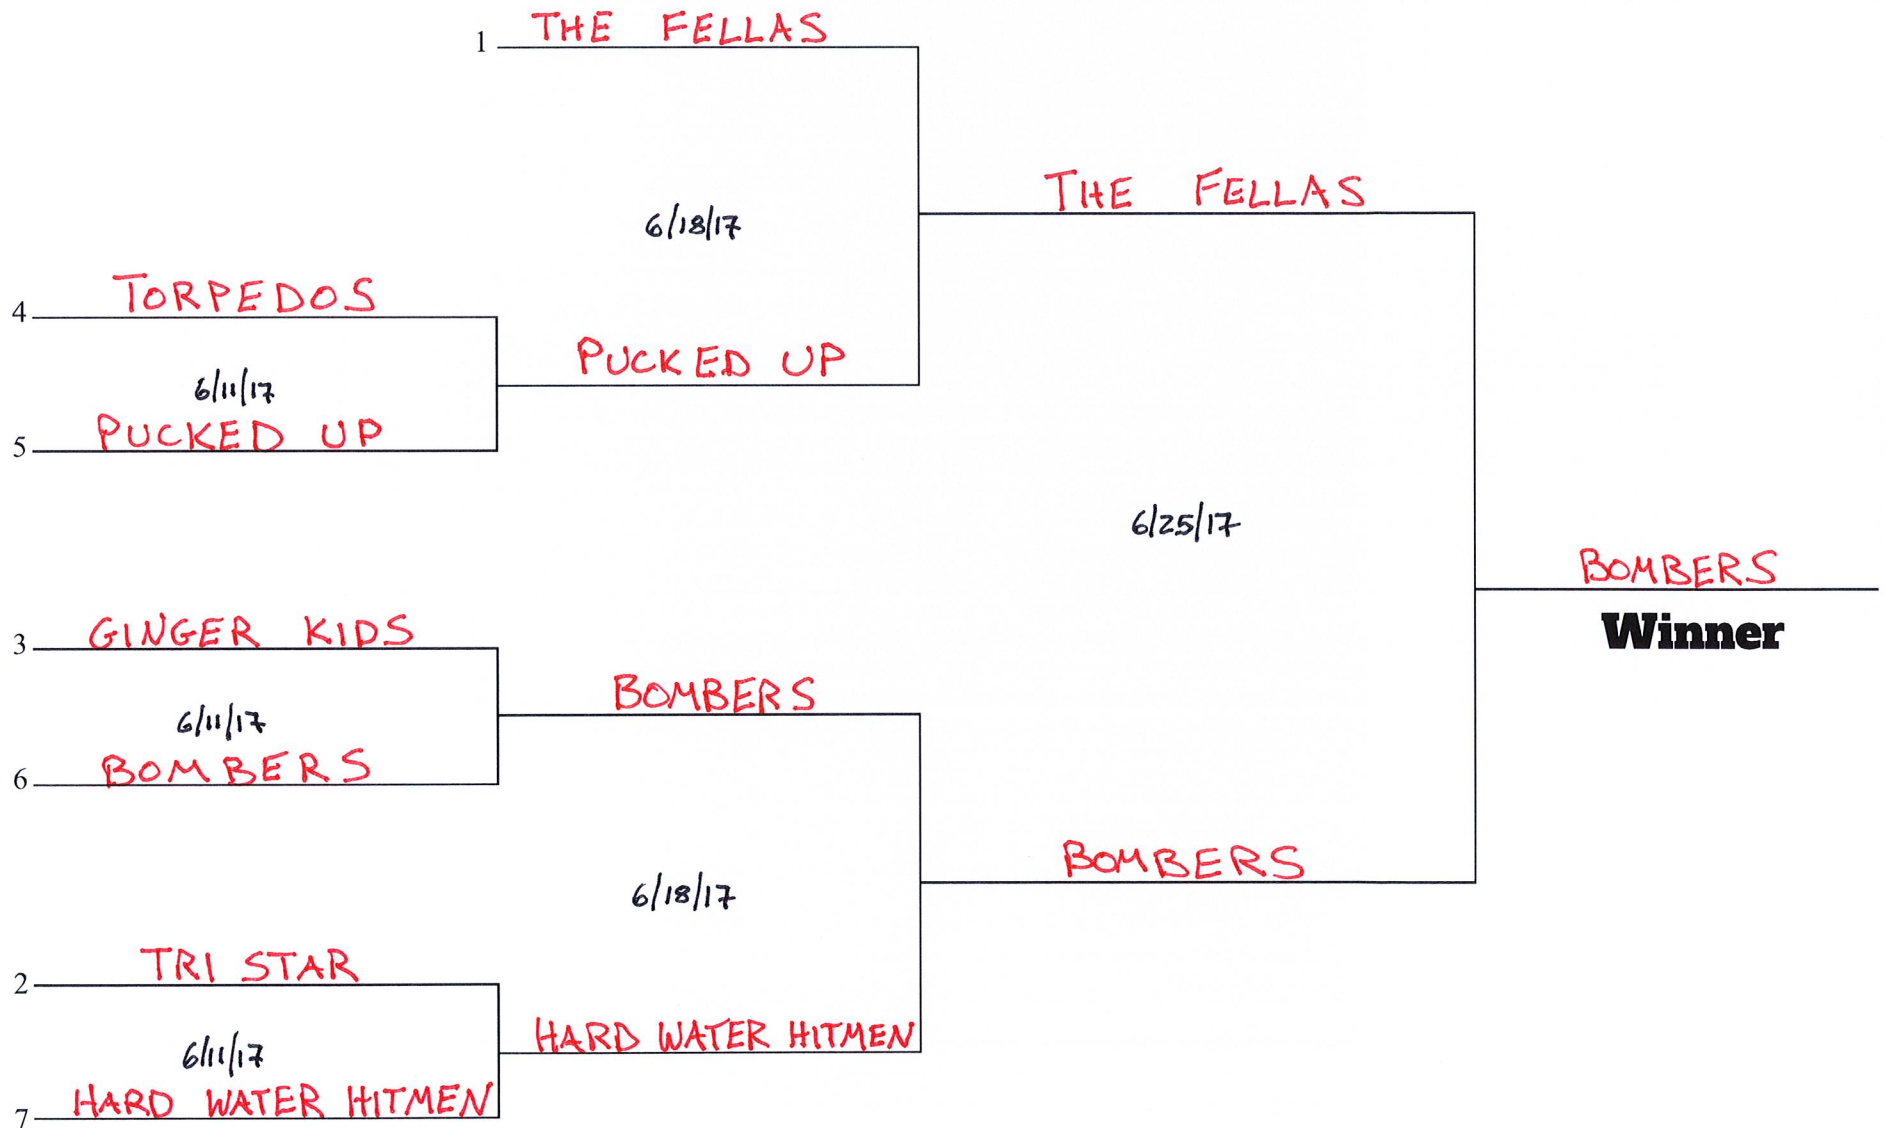 1 THE FELLAS
THE FELLAS
6/18/17
4 TORPEDOS
PUCKED UP
6/11/17
5 PUCKED UP
6/25/17
BOMBERS
Winner
3 GINGER KIDS
BOMBERS
6/11/17
6 BOMBERS
BOMBERS
6/18/17
2 TRI STAR
HARD WATER HITMEN
6/11/17
7 HARD WATER HITMEN